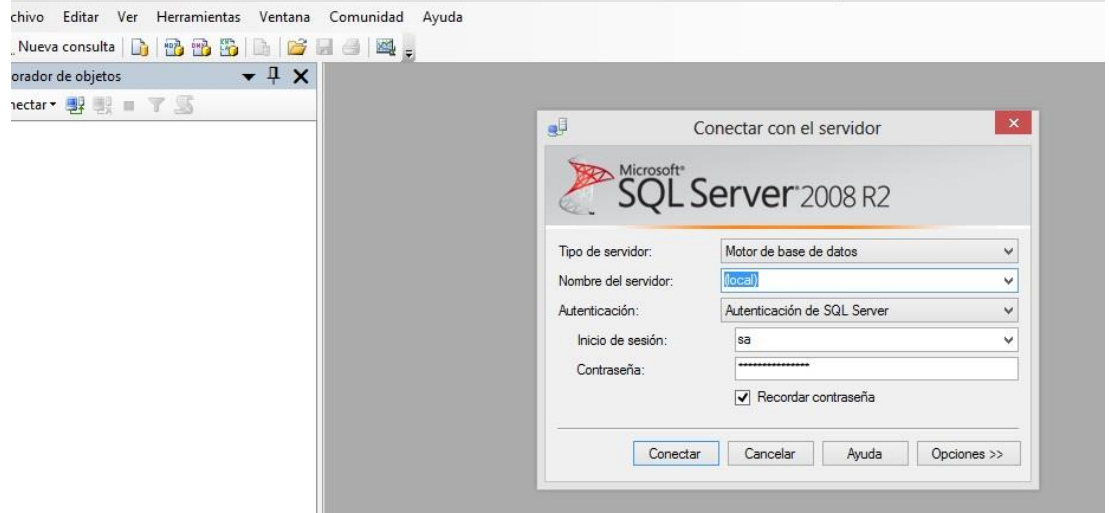 chivo Editar Ver Herramientas Ventana Comunidad Ayuda
Nueva consulta
orador de objetos
nectar
Conectar con el servidor
Microsoft®
SQL Server® 2008 R2
Tipo de servidor: Motor de base de datos
Nombre del servidor: (local)
Autenticación: Autenticación de SQL Server
Inicio de sesión: sa
Contraseña: ***************
Recordar contraseña
Conectar Cancelar Ayuda Opciones >>